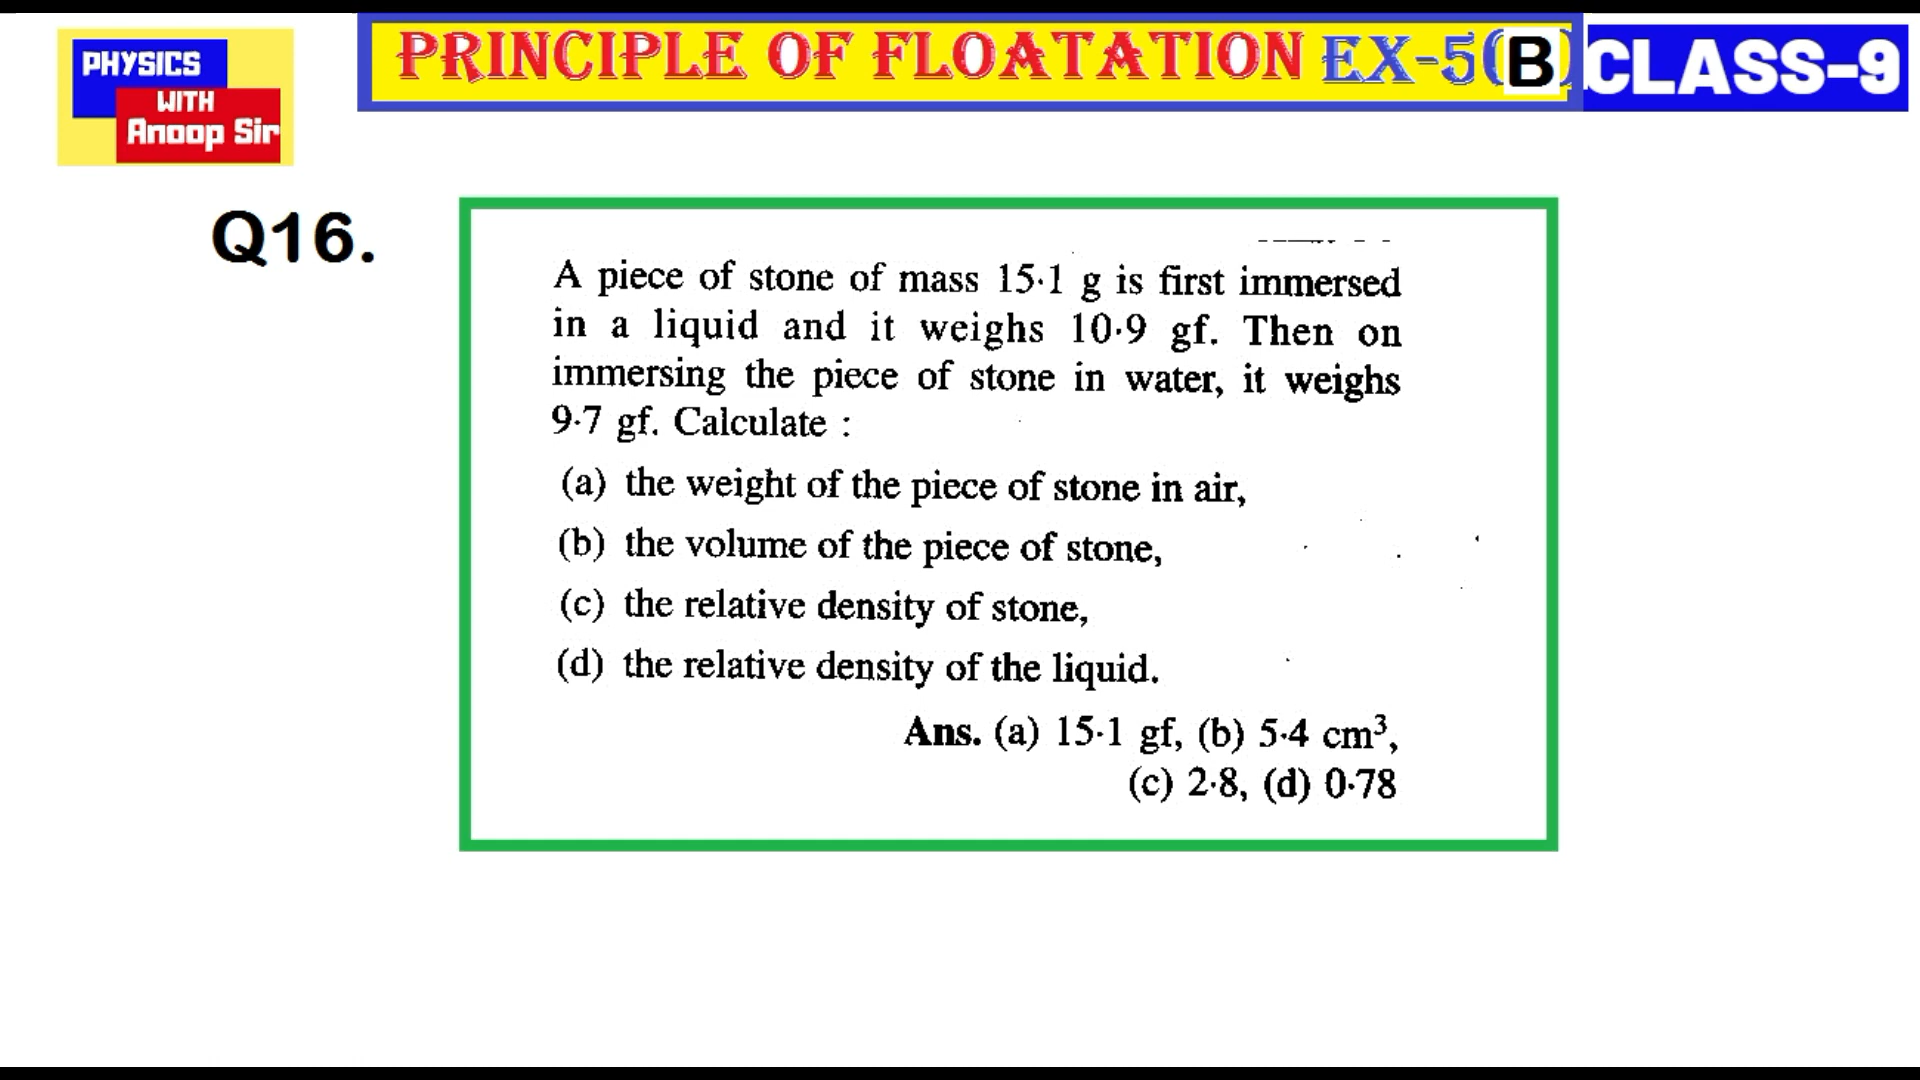 PHYSICS
WITH
Anoop Sir
PRINCIPLE OF FLOATATION EX-5(B) CLASS-9
Q16.
A piece of stone of mass 15·1 g is first immersed
in a liquid and it weighs 10·9 gf. Then on
immersing the piece of stone in water, it weighs
9·7 gf. Calculate :
(a) the weight of the piece of stone in air,
(b) the volume of the piece of stone,
(c) the relative density of stone,
(d) the relative density of the liquid.
Ans. (a) 15·1 gf, (b) 5·4 cm³,
(c) 2·8, (d) 0·78